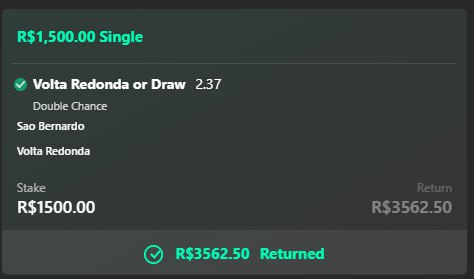 R$1,500.00 Single
Volta Redonda or Draw 2.37
Double Chance
Sao Bernardo
Volta Redonda
Stake Return
R$1500.00 R$3562.50
R$3562.50 Returned